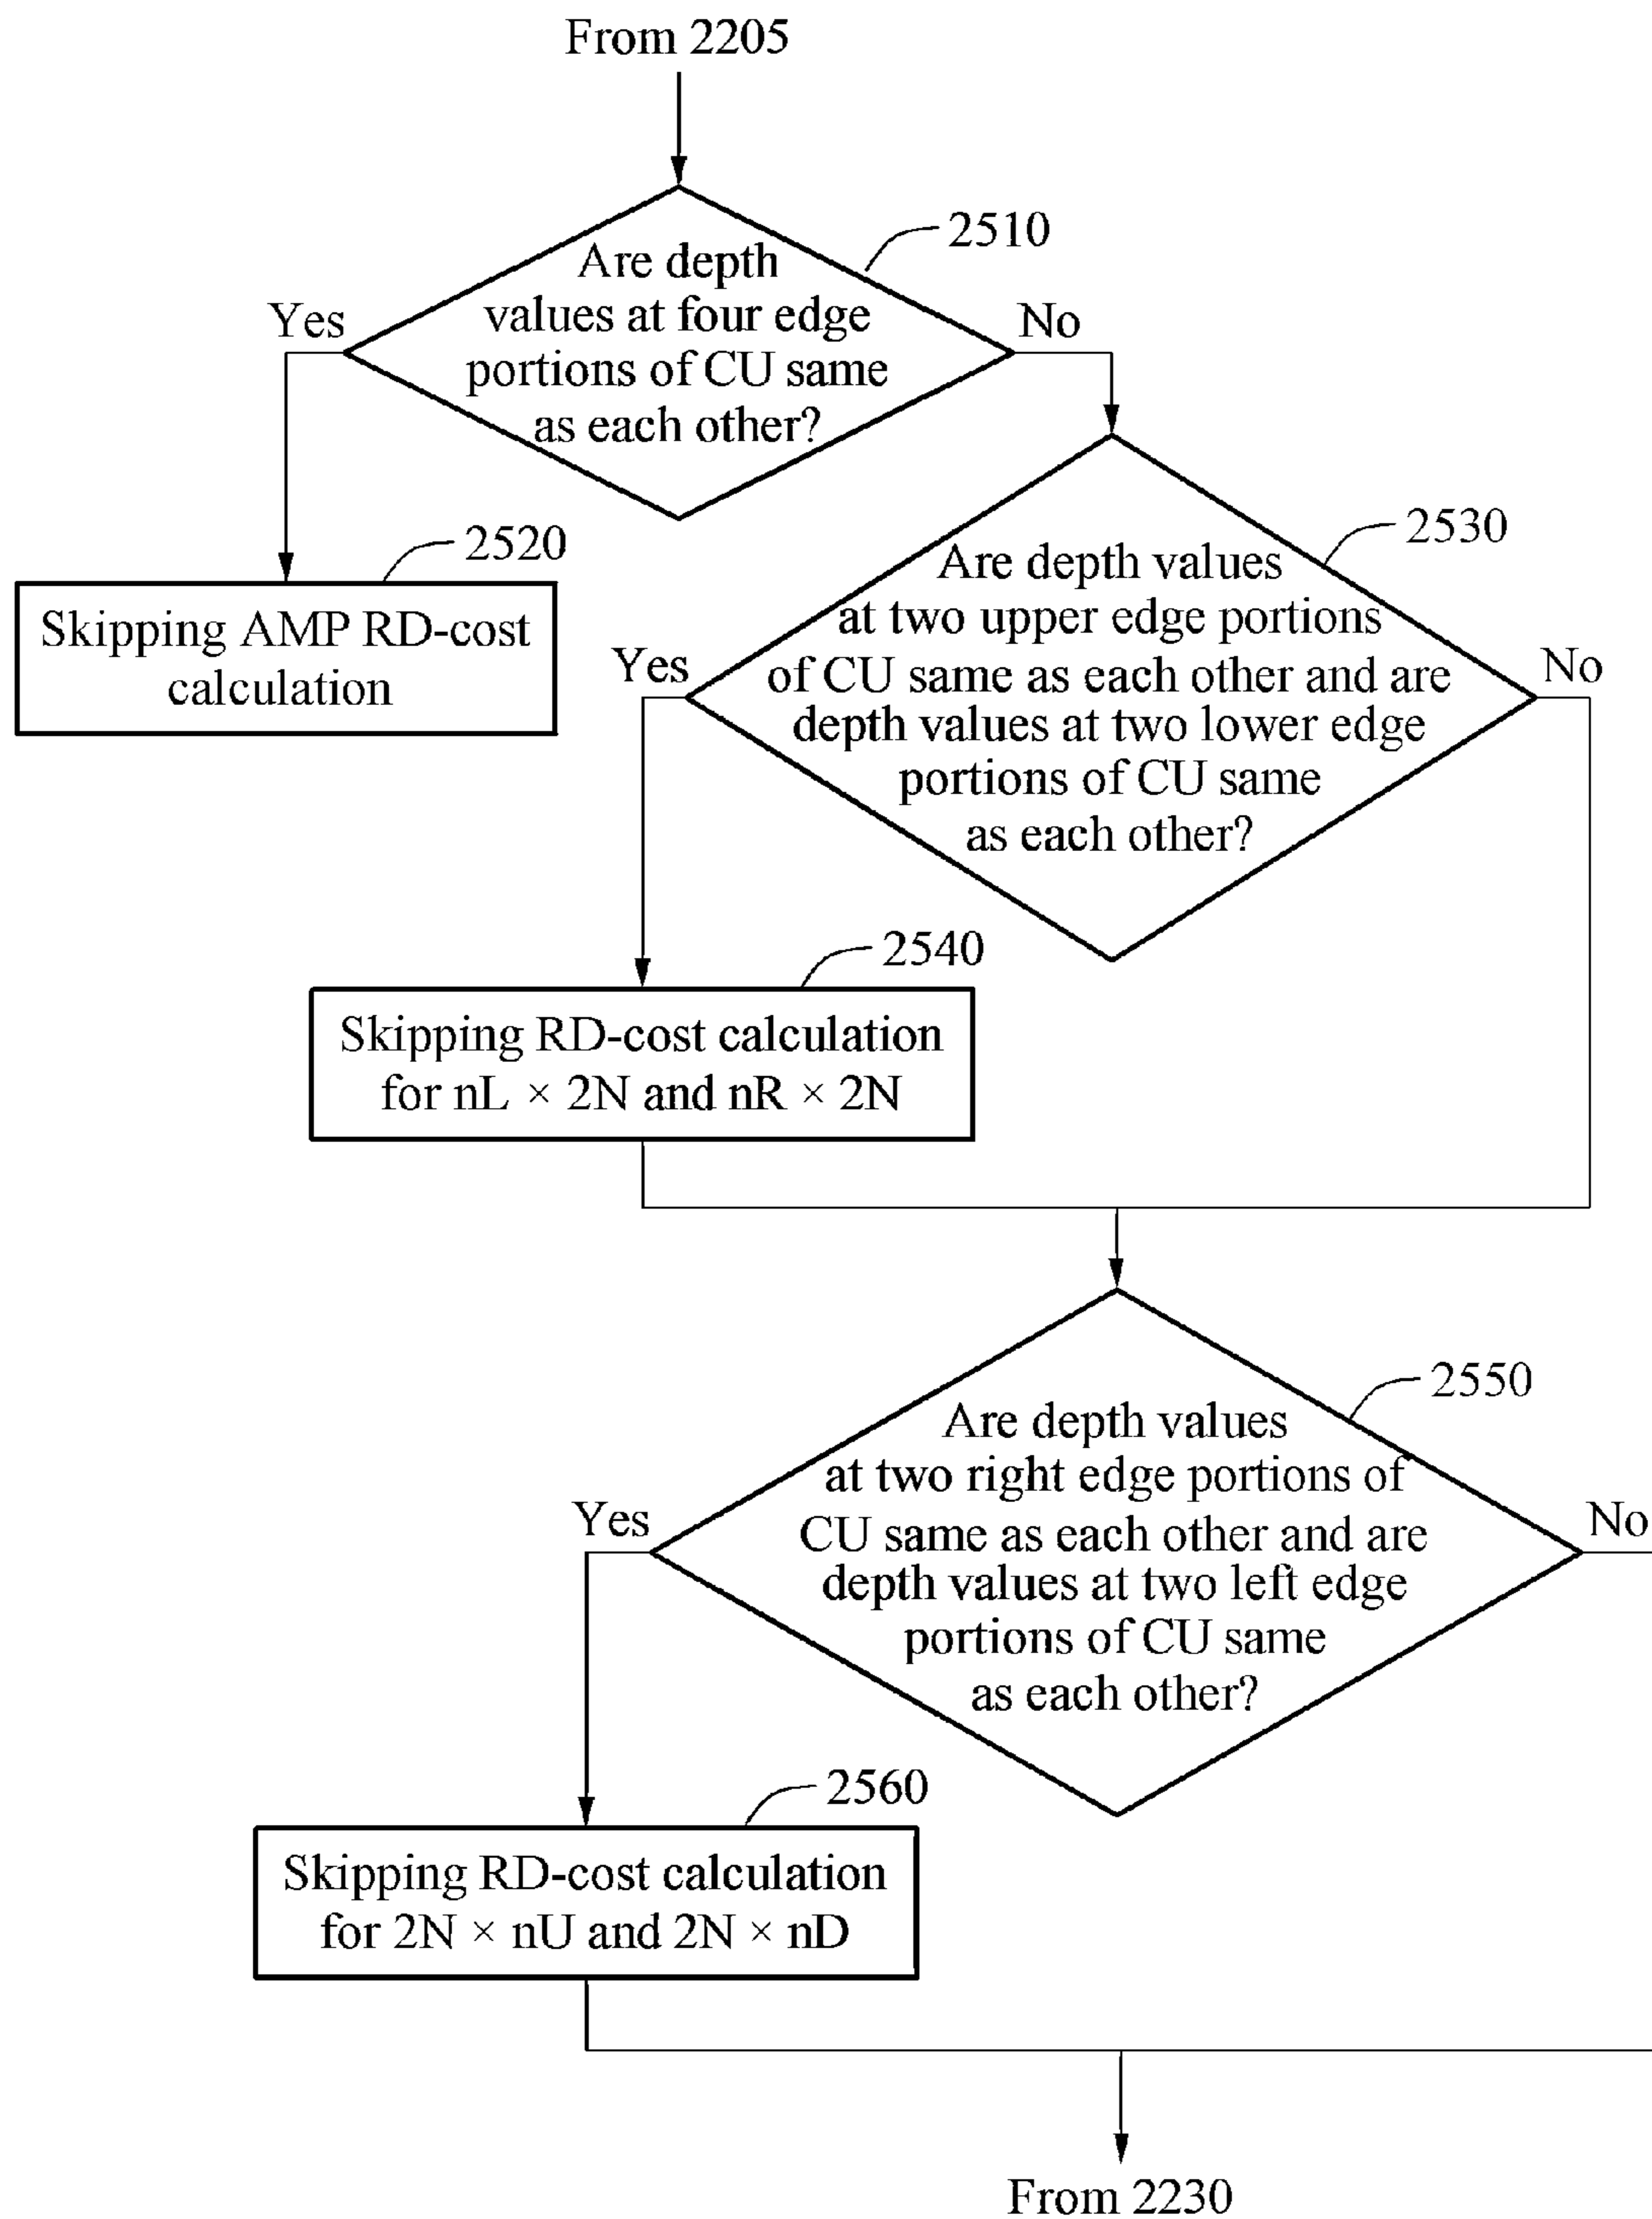 From 2205
2510
Are depth
values at four edge
portions of CU same
as each other?
Yes
No
2520
Skipping AMP RD-cost
calculation
2530
Are depth values
at two upper edge portions
of CU same as each other and are
depth values at two lower edge
portions of CU same
as each other?
Yes
No
2540
Skipping RD-cost calculation
for nL × 2N and nR × 2N
2550
Are depth values
at two right edge portions of
CU same as each other and are
depth values at two left edge
portions of CU same
as each other?
Yes
No
2560
Skipping RD-cost calculation
for 2N × nU and 2N × nD
From 2230